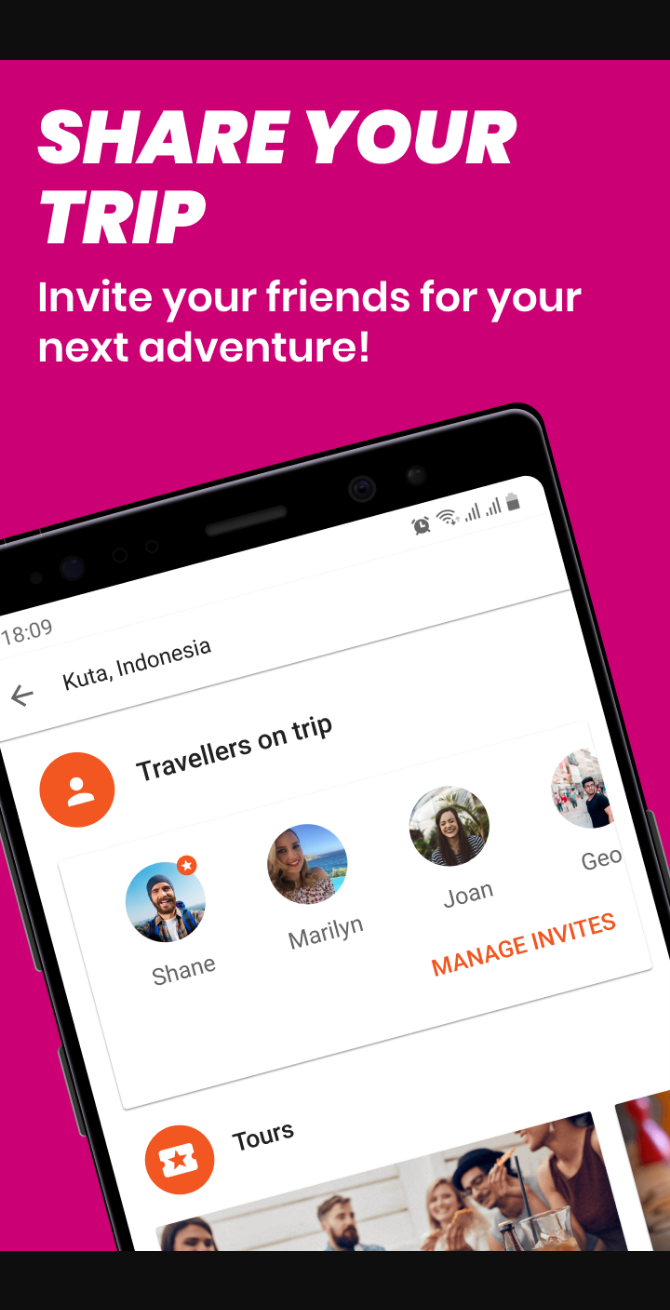 SHARE YOUR
TRIP
Invite your friends for your
next adventure!
18:09
Kuta, Indonesia
Travellers on trip
Shane
Marilyn
Joan
Geo
MANAGE INVITES
Tours